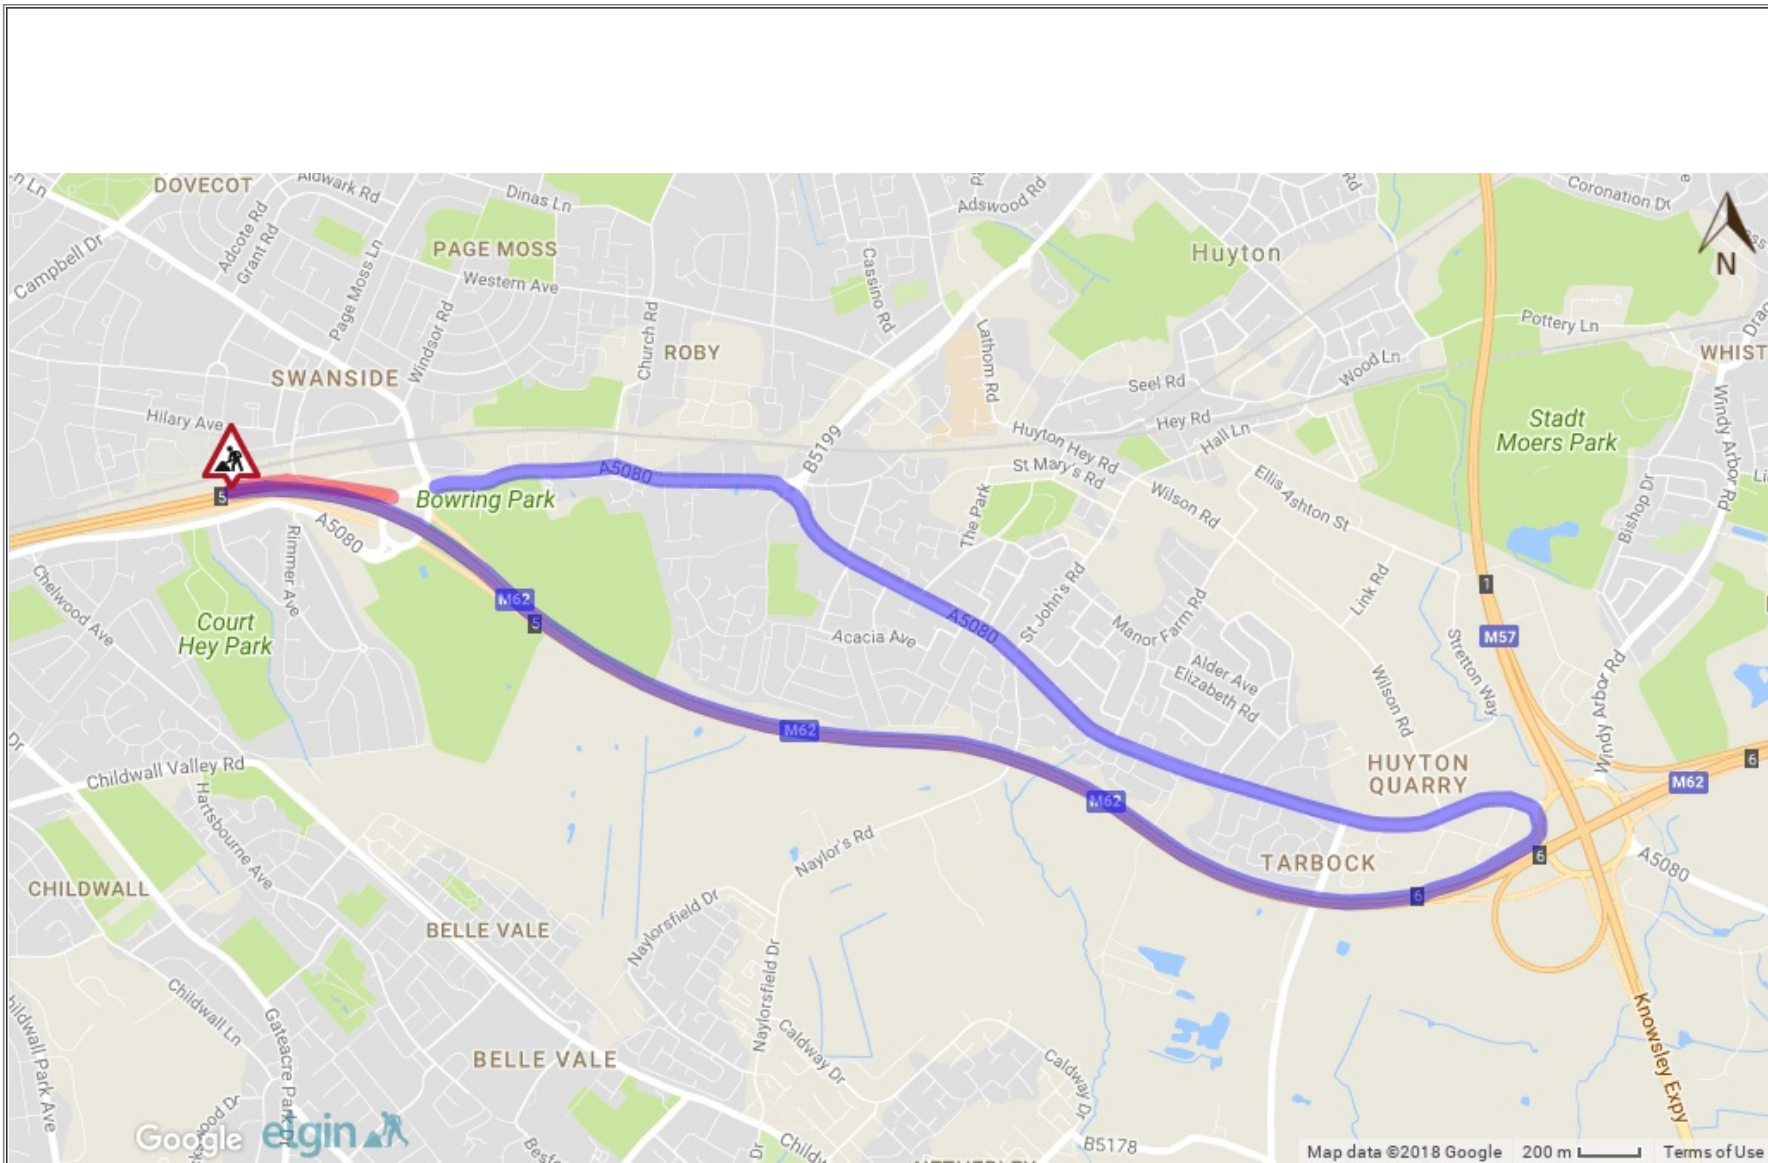 DOVECOT
Aldwark Rd
Dinas Ln
Adswood Rd
Coronation Dr
Campbell Dr
Adcote Rd
Grant Rd
Page Moss Ln
PAGE MOSS
Western Ave
Cassino Rd
Huyton
N
Windsor Rd
Church Rd
ROBY
Lathom Rd
Pottery Ln
WHIST
SWANSIDE
Seel Rd
Wood Ln
Hilary Ave
Hey Rd
Hall Ln
Stadt
Moers Park
Windy Arbor Rd
B5199
Huyton Hey Rd
St Mary's Rd
Ellis Ashton St
Bishop Dr
5
Bowring Park
A5080
The Park
Wilson Rd
A5080
Rimmer Ave
Chelwood Ave
M62
5
Court
Hey Park
Acacia Ave
A5080
St John's Rd
Manor Farm Rd
Link Rd
1
M57
Alder Ave
Elizabeth Rd
Stretton Way
Wilson Rd
Windy Arbor Rd
M62
Childwall Valley Rd
Hartsbourne Ave
M62
HUYTON
QUARRY
6
M62
Naylor's Rd
TARBOCK
6
A5080
6
CHILDWALL
BELLE VALE
Naylorsfield Dr
Naylorsfield Dr
Childwall Ln
Gateacre Park Dr
BELLE VALE
Caldway Dr
Caldway Dr
Knowsley Expy
B5178
Google
elgin
Map data ©2018 Google
200 m
Terms of Use